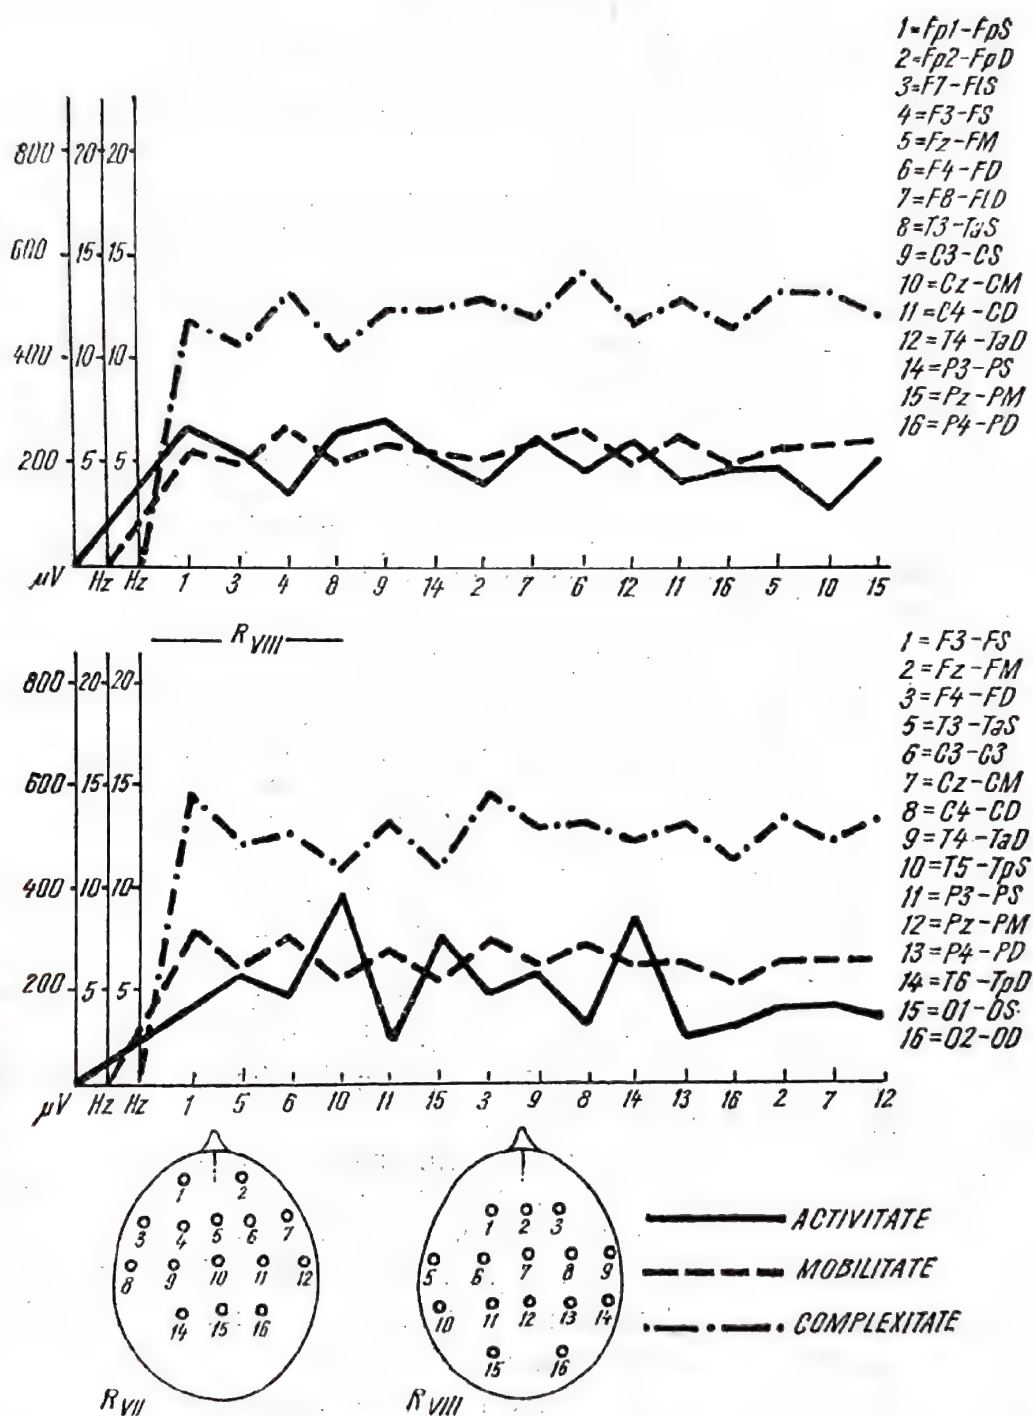 1=Fp1-FpS
2=Fp2-FpD
3=F7-FlS
4=F3-FS
5=Fz-FM
6=F4-FD
7=F8-FlD
8=T3-TaS
9=C3-CS
10=Cz-CM
11=C4-CD
12=T4-TaD
14=P3-PS
15=Pz-PM
16=P4-PD
800 20 20
600 15 15
400 10 10
200 5 5
μV Hz Hz 1 3 4 8 9 14 2 7 6 12 11 16 5 10 15
R VIII
1=F3-FS
2=Fz-FM
3=F4-FD
5=T3-TaS
6=C3-C3
7=Cz-CM
8=C4-CD
9=T4-TaD
10=T5-TpS
11=P3-PS
12=Pz-PM
13=P4-PD
14=T6-TpD
15=O1-OS
16=O2-OD
800 20 20
600 15 15
400 10 10
200 5 5
μV Hz Hz 1 5 6 10 11 15 3 9 8 14 13 16 2 7 12
1 2
3 4 5 6 7
8 9 10 11 12
14 15 16
R VII
1 2 3
5 6 7 8 9
10 11 12 13 14
15 16
R VIII
ACTIVITATE
MOBILITATE
COMPLEXITATE